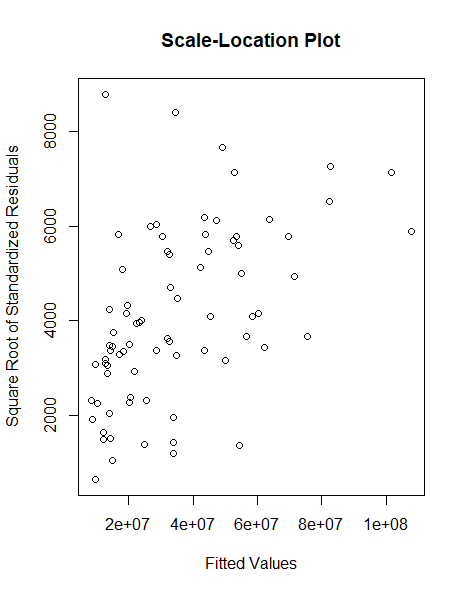 Scale-Location Plot
Square Root of Standardized Residuals
8000
6000
4000
2000
2e+07 4e+07 6e+07 8e+07 1e+08
Fitted Values